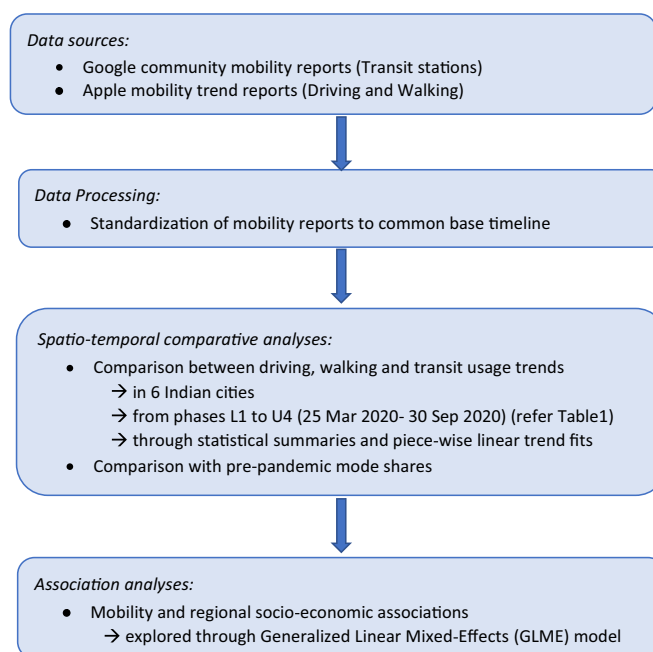 Data sources:
● Google community mobility reports (Transit stations)
● Apple mobility trend reports (Driving and Walking)
Data Processing:
● Standardization of mobility reports to common base timeline
Spatio-temporal comparative analyses:
● Comparison between driving, walking and transit usage trends
→ in 6 Indian cities
→ from phases L1 to U4 (25 Mar 2020- 30 Sep 2020) (refer Table1)
→ through statistical summaries and piece-wise linear trend fits
● Comparison with pre-pandemic mode shares
Association analyses:
● Mobility and regional socio-economic associations
→ explored through Generalized Linear Mixed-Effects (GLME) model